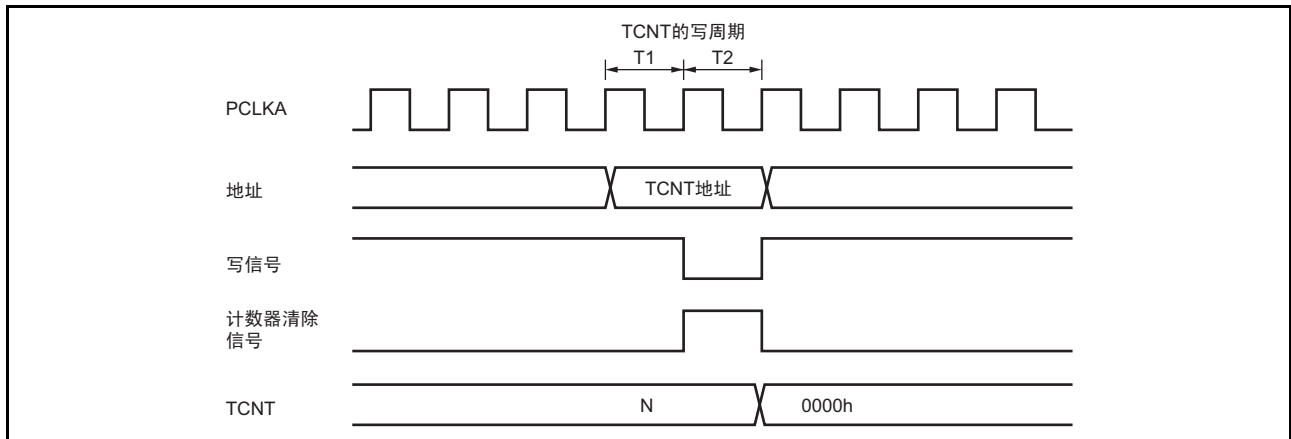 TCNT的写周期
T1 T2
PCLKA
地址 TCNT地址
写信号
计数器清除
信号
TCNT N 0000h